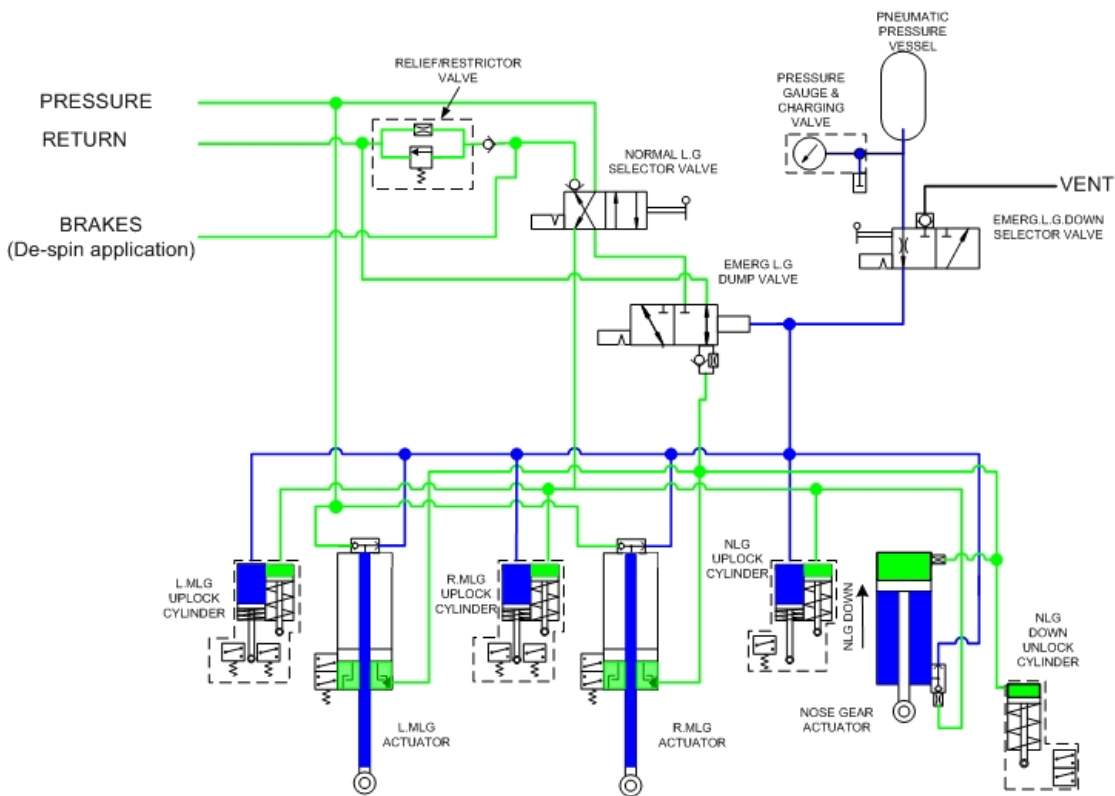 PNEUMATIC
PRESSURE
VESSEL
RELIEF/RESTRICTOR
VALVE
PRESSURE
GAUGE &
CHARGING
VALVE
PRESSURE
RETURN
NORMAL L.G
SELECTOR VALVE
VENT
BRAKES
(De-spin application)
EMERG.L.G.DOWN
SELECTOR VALVE
EMERG L.G
DUMP VALVE
L.MLG
UPLOCK
CYLINDER
R.MLG
UPLOCK
CYLINDER
NLG
UPLOCK
CYLINDER
NLG DOWN
NLG
DOWN
UNLOCK
CYLINDER
L.MLG
ACTUATOR
R.MLG
ACTUATOR
NOSE GEAR
ACTUATOR